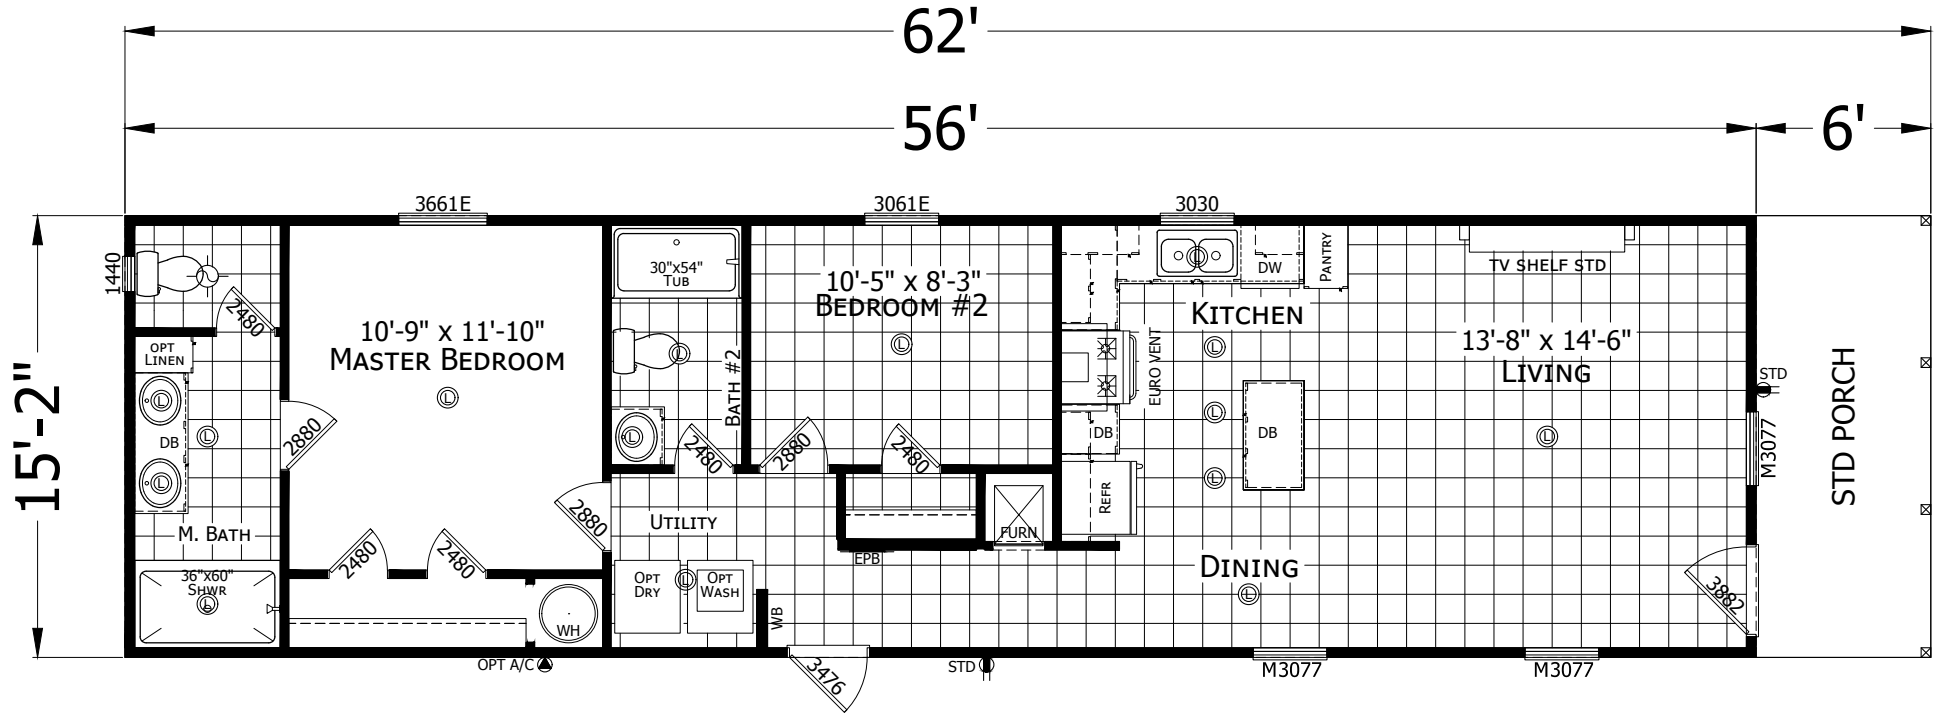 62'
56'
6'
15'-2"
3661E
3061E
3030
1440
2480
OPT
LINEN
L
DB
L
L
2880
M. BATH
36"x60"
SHWR
L
10'-9" x 11'-10"
MASTER BEDROOM
L
2480
2480
WH
OPT A/C
30"x54"
TUB
L
BATH #2
L
2480
2880
UTILITY
OPT
DRY
L
OPT
WASH
WB
2880
10'-5" x 8'-3"
BEDROOM #2
L
2480
EPB
FURN
3476
STD
L
DW
PANTRY
KITCHEN
EURO VENT
L
L
L
DB
REFR
DB
DINING
L
TV SHELF STD
13'-8" x 14'-6"
LIVING
L
STD
M3077
3882
M3077
M3077
STD PORCH